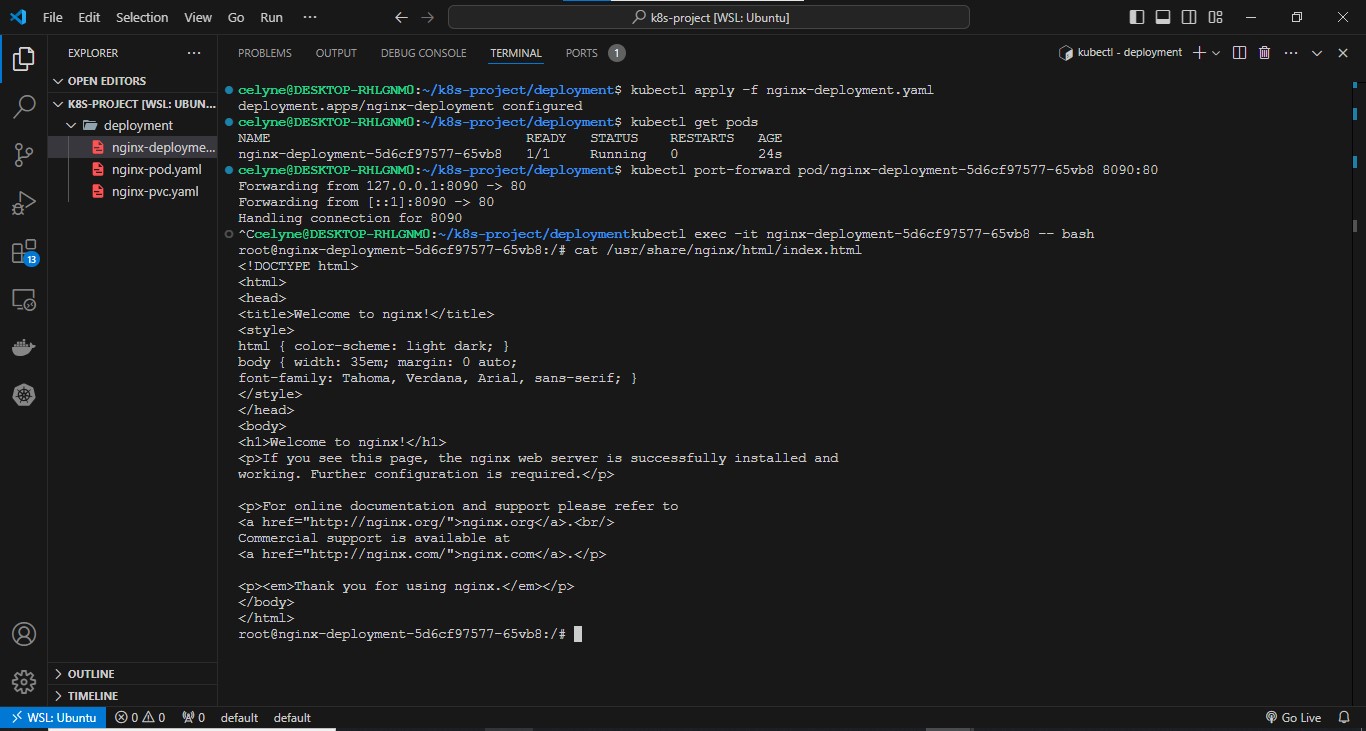 File Edit Selection View Go Run ··· k8s-project [WSL: Ubuntu]
EXPLORER ···
PROBLEMS OUTPUT DEBUG CONSOLE TERMINAL PORTS 1 kubectl - deployment
OPEN EDITORS
K8S-PROJECT [WSL: UBUN...
deployment
nginx-deployme...
nginx-pod.yaml
nginx-pvc.yaml
13
celyne@DESKTOP-RHLGNM0:~/k8s-project/deployment$ kubectl apply -f nginx-deployment.yaml
deployment.apps/nginx-deployment configured
celyne@DESKTOP-RHLGNM0:~/k8s-project/deployment$ kubectl get pods
NAME READY STATUS RESTARTS AGE
nginx-deployment-5d6cf97577-65vb8 1/1 Running 0 24s
celyne@DESKTOP-RHLGNM0:~/k8s-project/deployment$ kubectl port-forward pod/nginx-deployment-5d6cf97577-65vb8 8090:80
Forwarding from 127.0.0.1:8090 -> 80
Forwarding from [::1]:8090 -> 80
Handling connection for 8090
^Ccelyne@DESKTOP-RHLGNM0:~/k8s-project/deploymentkubectl exec -it nginx-deployment-5d6cf97577-65vb8 -- bash
root@nginx-deployment-5d6cf97577-65vb8:/# cat /usr/share/nginx/html/index.html
<!DOCTYPE html>
<html>
<head>
<title>Welcome to nginx!</title>
<style>
html { color-scheme: light dark; }
body { width: 35em; margin: 0 auto;
font-family: Tahoma, Verdana, Arial, sans-serif; }
</style>
</head>
<body>
<h1>Welcome to nginx!</h1>
<p>If you see this page, the nginx web server is successfully installed and
working. Further configuration is required.</p>
<p>For online documentation and support please refer to
<a href="http://nginx.org/">nginx.org</a>.<br/>
Commercial support is available at
<a href="http://nginx.com/">nginx.com</a>.</p>
<p><em>Thank you for using nginx.</em></p>
</body>
</html>
root@nginx-deployment-5d6cf97577-65vb8:/#
OUTLINE
TIMELINE
WSL: Ubuntu 0 0 0 default default Go Live